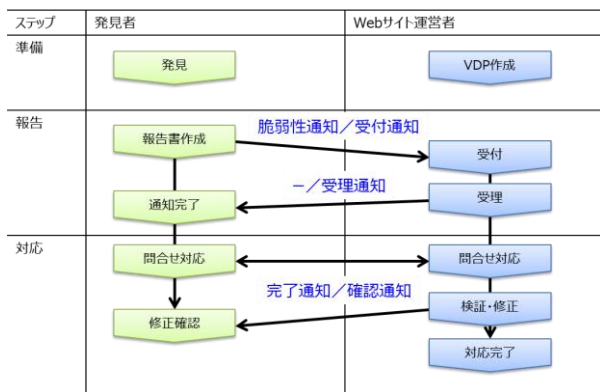 ステップ 発見者 Webサイト運営者
準備
発見 VDP作成
報告
脆弱性通知／受付通知
報告書作成
受付
－／受理通知
通知完了 受理
対応
問合せ対応 問合せ対応
完了通知／確認通知
検証・修正
修正確認
対応完了